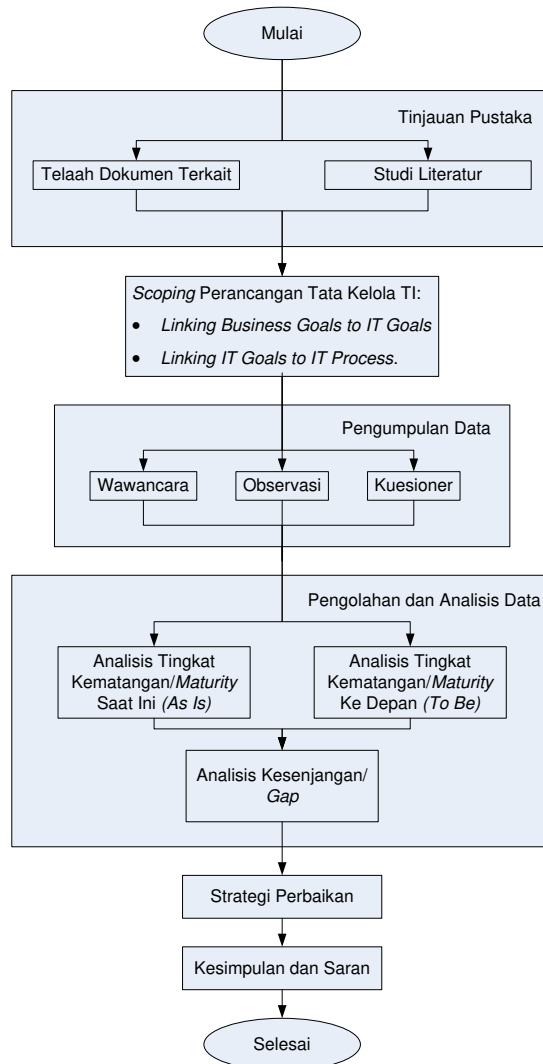 Mulai
Tinjauan Pustaka
Telaah Dokumen Terkait
Studi Literatur
Scoping Perancangan Tata Kelola TI:
• Linking Business Goals to IT Goals
• Linking IT Goals to IT Process.
Pengumpulan Data
Wawancara
Observasi
Kuesioner
Pengolahan dan Analisis Data
Analisis Tingkat
Kematangan/Maturity
Saat Ini (As Is)
Analisis Tingkat
Kematangan/Maturity
Ke Depan (To Be)
Analisis Kesenjangan/
Gap
Strategi Perbaikan
Kesimpulan dan Saran
Selesai